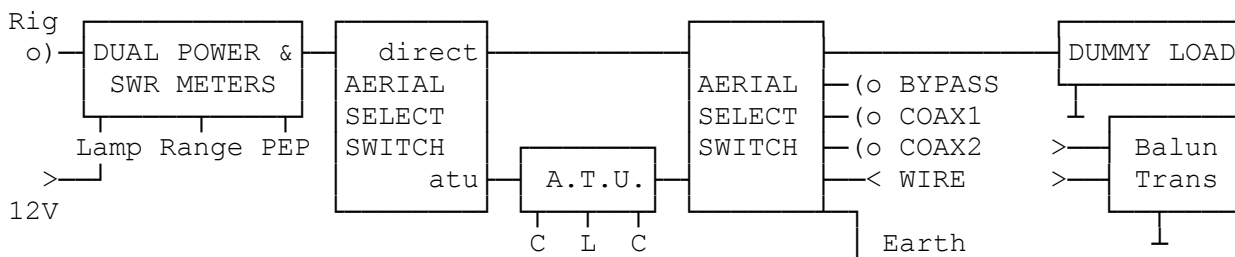 Rig
o) DUAL POWER & direct DUMMY LOAD
SWR METERS AERIAL AERIAL (o BYPASS
SELECT SELECT (o COAX1
Lamp Range PEP SWITCH SWITCH (o COAX2 > Balun
> atu A.T.U. < WIRE > Trans
12V
C L C Earth